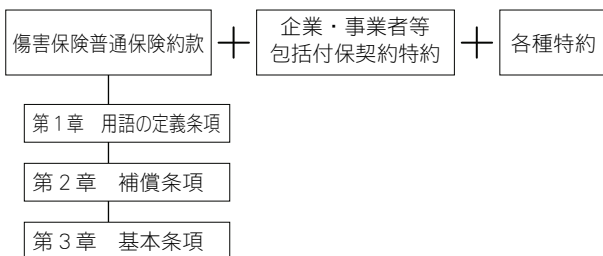 傷害保険普通保険約款
＋
企業・事業者等
包括付保契約特約
＋
各種特約
第1章　用語の定義条項
第2章　補償条項
第3章　基本条項